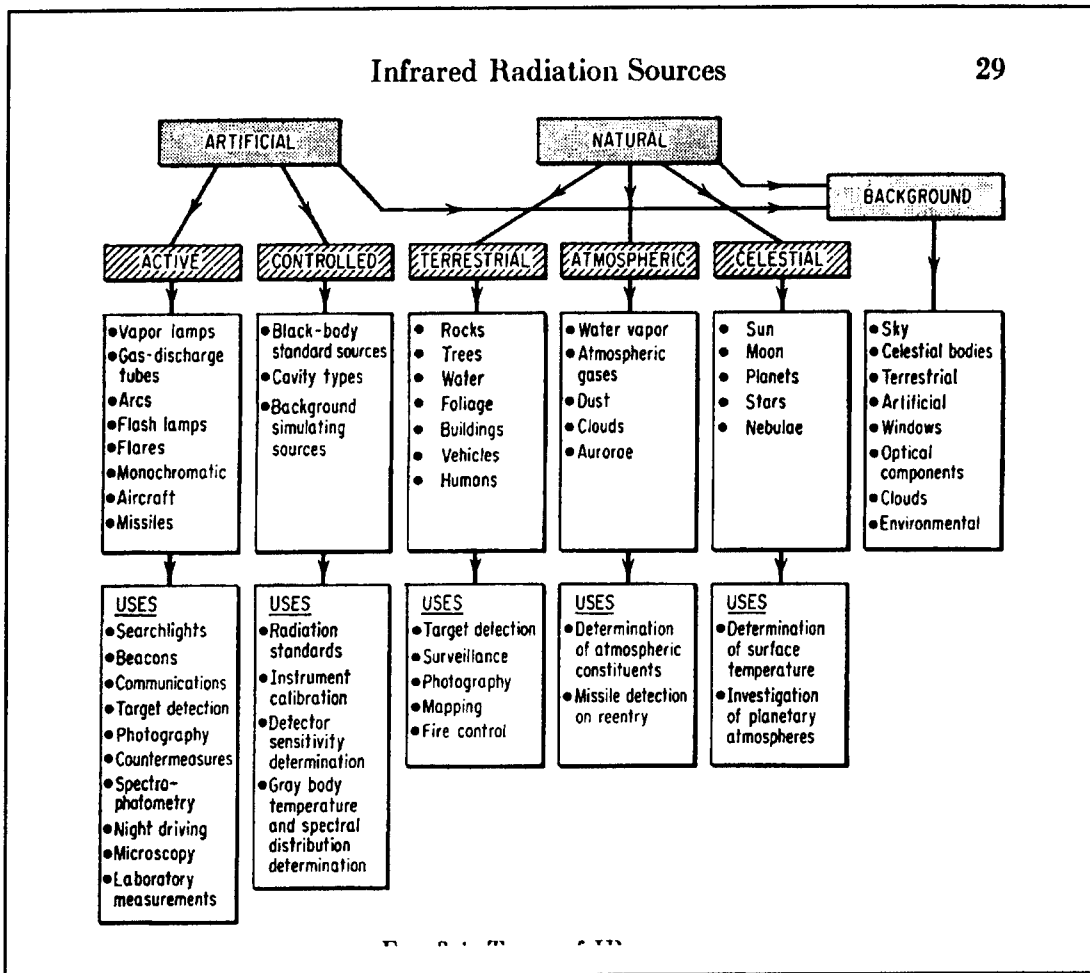 Infrared Radiation Sources 29
ARTIFICIAL
NATURAL
BACKGROUND
ACTIVE
CONTROLLED
TERRESTRIAL
ATMOSPHERIC
CELESTIAL
●Vapor lamps
●Gas-discharge
tubes
●Arcs
●Flash lamps
●Flares
●Monochromatic
●Aircraft
●Missiles
●Black-body
standard sources
●Cavity types
●Background
simulating
sources
● Rocks
● Trees
● Water
● Foliage
● Buildings
● Vehicles
● Humans
●Water vapor
●Atmospheric
gases
●Dust
●Clouds
●Aurorae
● Sun
● Moon
● Planets
● Stars
● Nebulae
●Sky
●Celestial bodies
●Terrestrial
●Artificial
●Windows
●Optical
components
●Clouds
●Environmental
USES
●Searchlights
●Beacons
●Communications
●Target detection
●Photography
●Countermeasures
●Spectro-
photometry
●Night driving
●Microscopy
●Laboratory
measurements
USES
●Radiation
standards
●Instrument
calibration
●Detector
sensitivity
determination
●Gray body
temperature
and spectral
distribution
determination
USES
●Target detection
●Surveillance
●Photography
●Mapping
●Fire control
USES
●Determination
of atmospheric
constituents
●Missile detection
on reentry
USES
●Determination
of surface
temperature
●Investigation
of planetary
atmospheres